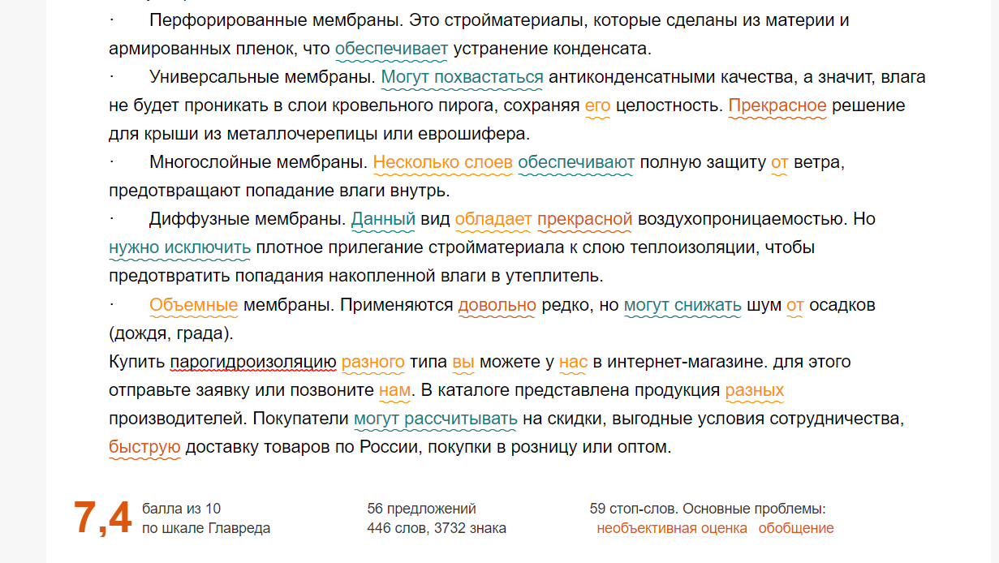 · Перфорированные мембраны. Это стройматериалы, которые сделаны из материи и
армированных пленок, что обеспечивает устранение конденсата.
· Универсальные мембраны. Могут похвастаться антиконденсатными качества, а значит, влага
не будет проникать в слои кровельного пирога, сохраняя его целостность. Прекрасное решение
для крыши из металлочерепицы или еврошифера.
· Многослойные мембраны. Несколько слоев обеспечивают полную защиту от ветра,
предотвращают попадание влаги внутрь.
· Диффузные мембраны. Данный вид обладает прекрасной воздухопроницаемостью. Но
нужно исключить плотное прилегание стройматериала к слою теплоизоляции, чтобы
предотвратить попадания накопленной влаги в утеплитель.
· Объемные мембраны. Применяются довольно редко, но могут снижать шум от осадков
(дождя, града).
Купить парогидроизоляцию разного типа вы можете у нас в интернет-магазине. для этого
отправьте заявку или позвоните нам. В каталоге представлена продукция разных
производителей. Покупатели могут рассчитывать на скидки, выгодные условия сотрудничества,
быструю доставку товаров по России, покупки в розницу или оптом.
7,4 балла из 10
по шкале Главреда
56 предложений
446 слов, 3732 знака
59 стоп-слов. Основные проблемы:
необъективная оценка обобщение